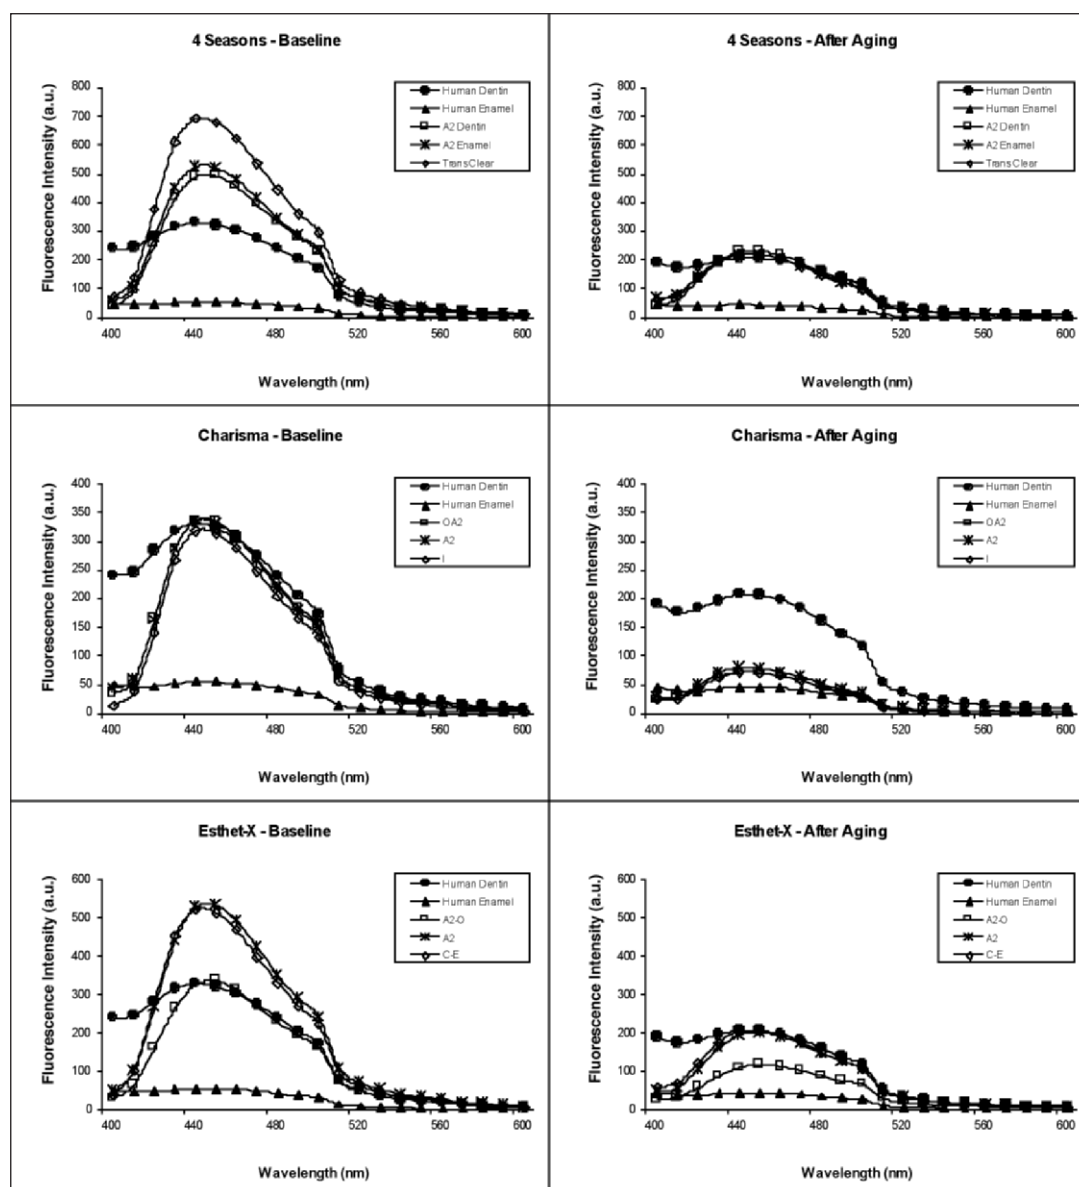 4 Seasons - Baseline
Fluorescence Intensity (a.u.)
800
700
600
500
400
300
200
100
0
400 440 480 520 560 600
Wavelength (nm)
Human Dentin
Human Enamel
A2 Dentin
A2 Enamel
Trans Clear
4 Seasons - After Aging
Fluorescence Intensity (a.u.)
800
700
600
500
400
300
200
100
0
400 440 480 520 560 600
Wavelength (nm)
Human Dentin
Human Enamel
A2 Dentin
A2 Enamel
Trans Clear
Charisma - Baseline
Fluorescence Intensity (a.u.)
400
350
300
250
200
150
100
50
0
400 440 480 520 560 600
Wavelength (nm)
Human Dentin
Human Enamel
OA2
A2
I
Charisma - After Aging
Fluorescence Intensity (a.u.)
400
350
300
250
200
150
100
50
0
400 440 480 520 560 600
Wavelength (nm)
Human Dentin
Human Enamel
OA2
A2
I
Esthet-X - Baseline
Fluorescence Intensity (a.u.)
600
500
400
300
200
100
0
400 440 480 520 560 600
Wavelength (nm)
Human Dentin
Human Enamel
A2-O
A2
C-E
Esthet-X - After Aging
Fluorescence Intensity (a.u.)
600
500
400
300
200
100
0
400 440 480 520 560 600
Wavelength (nm)
Human Dentin
Human Enamel
A2-O
A2
C-E